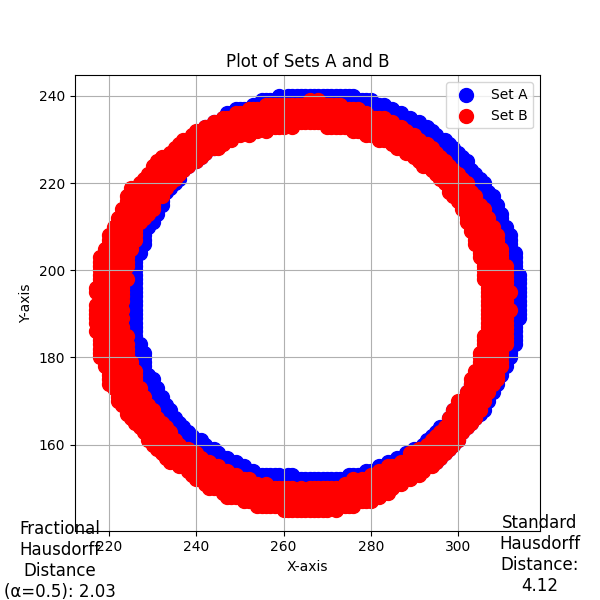 Plot of Sets A and B
Set A
Set B
240
220
200
180
160
Y-axis
220
240
260
280
300
X-axis
Fractional
Hausdorff
Distance
(α=0.5): 2.03
Standard
Hausdorff
Distance:
4.12